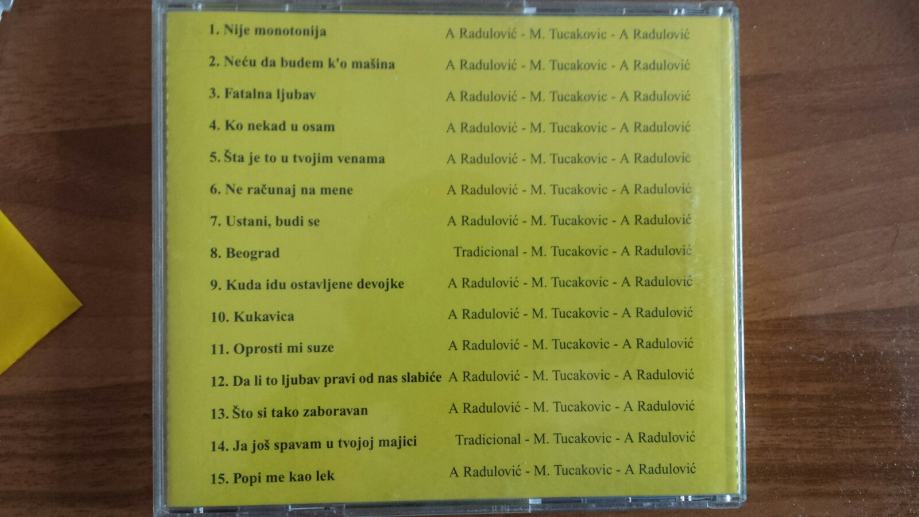 1. Nije monotonija A Radulović - M. Tucakovic - A Radulović
2. Neću da budem k'o mašina A Radulović - M. Tucakovic - A Radulović
3. Fatalna ljubav A Radulović - M. Tucakovic - A Radulović
4. Ko nekad u osam A Radulović - M. Tucakovic - A Radulović
5. Šta je to u tvojim venama A Radulović - M. Tucakovic - A Radulović
6. Ne računaj na mene A Radulović - M. Tucakovic - A Radulović
7. Ustani, budi se A Radulović - M. Tucakovic - A Radulović
8. Beograd Tradicional - M. Tucakovic - A Radulović
9. Kuda idu ostavljene devojke A Radulović - M. Tucakovic - A Radulović
10. Kukavica A Radulović - M. Tucakovic - A Radulović
11. Oprosti mi suze A Radulović - M. Tucakovic - A Radulović
12. Da li to ljubav pravi od nas slabiće A Radulović - M. Tucakovic - A Radulović
13. Što si tako zaboravan A Radulović - M. Tucakovic - A Radulović
14. Ja još spavam u tvojoj majici Tradicional - M. Tucakovic - A Radulović
15. Popi me kao lek A Radulović - M. Tucakovic - A Radulović